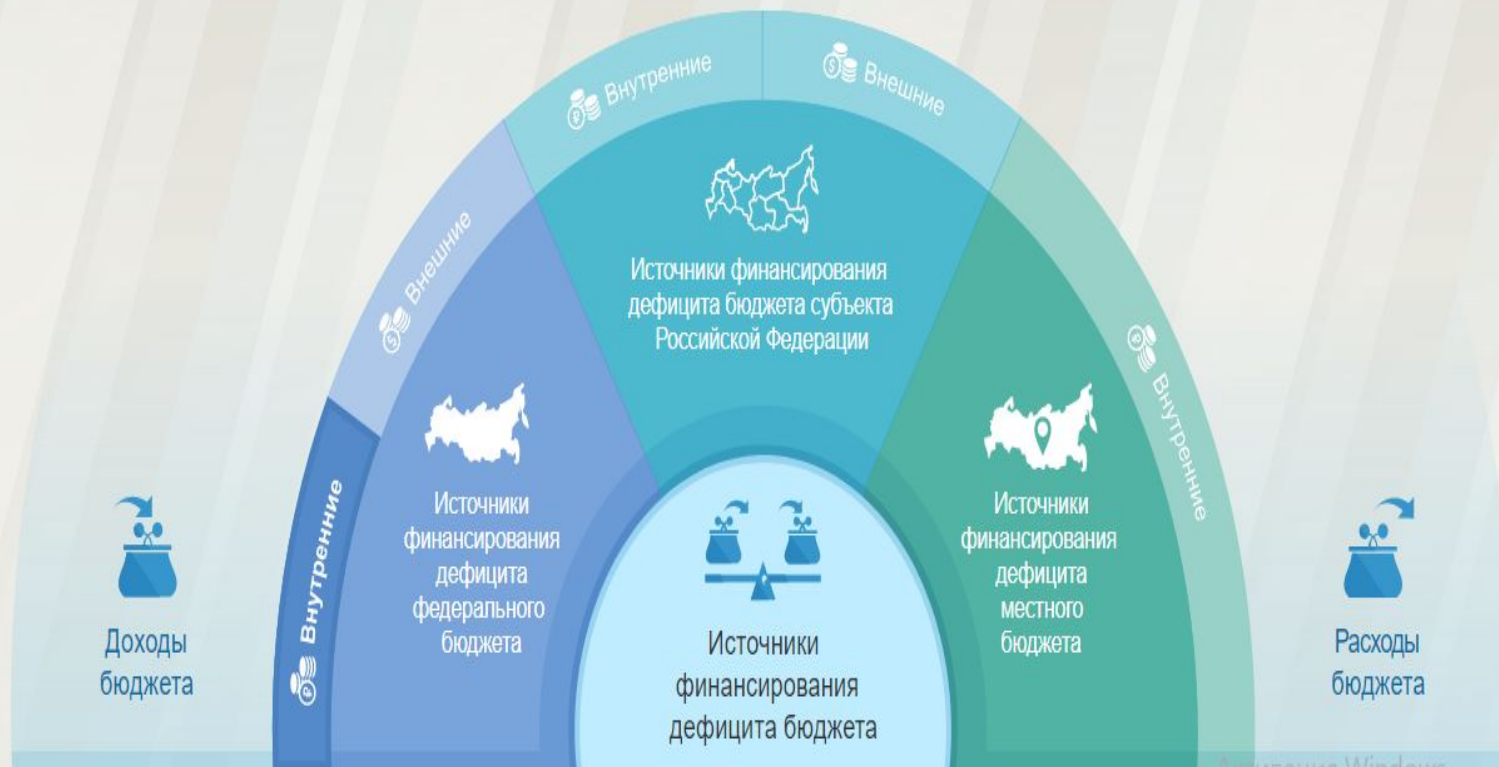 Внутренние
Внешние
Внешние
Источники финансирования
дефицита бюджета субъекта
Российской Федерации
Внутренние
Внутренние
Источники
финансирования
дефицита
федерального
бюджета
Источники
финансирования
дефицита
местного
бюджета
Доходы
бюджета
Источники
финансирования
дефицита бюджета
Расходы
бюджета